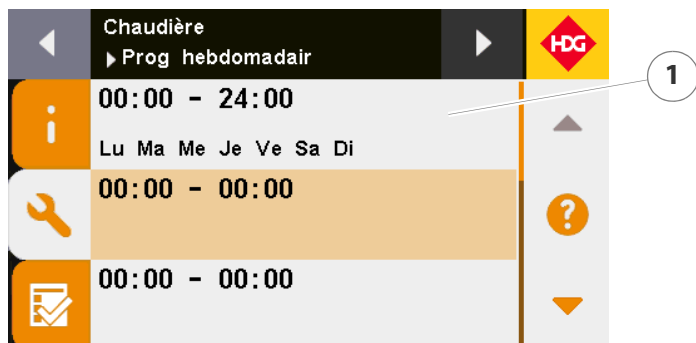 Chaudière
Prog hebdomadair
HDG
1
00:00 - 24:00
Lu Ma Me Je Ve Sa Di
00:00 - 00:00
?
00:00 - 00:00